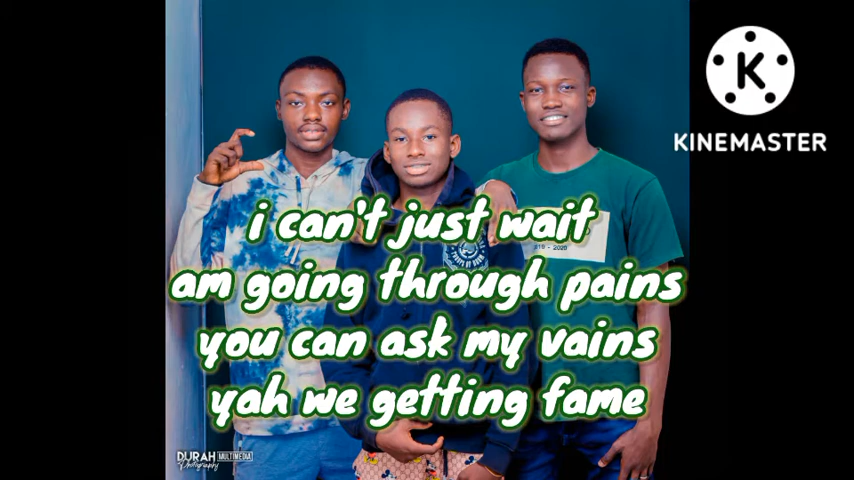 KINEMASTER
i can't just wait
am going through pains
you can ask my vains
yah we getting fame
DURAH MULTIMEDIA
Photography